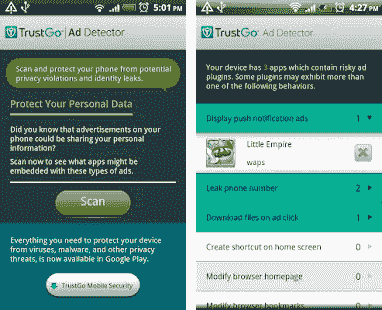 5:01 PM
TrustGo Ad Detector
Scan and protect your phone from potential
privacy violations and identity leaks.
Protect Your Personal Data
Did you know that advertisements on your
phone could be sharing your personal
information?
Scan now to see what apps might be
embedded with these types of ads.
Scan
Everything you need to protect your device
from viruses, malware, and other privacy
threats, is now available in Google Play.
TrustGo Mobile Security
4:27 PM
TrustGo Ad Detector
Your device has 3 apps which contain risky ad
plugins. Some plugins may exhibit more than
one of the following behaviors.
Display push notification ads 1
Little Empire
waps
Leak phone number 2
Download files on ad click 1
Create shortcut on home screen 0
Modify browser homepage 0
Modify browser bookmarks 0